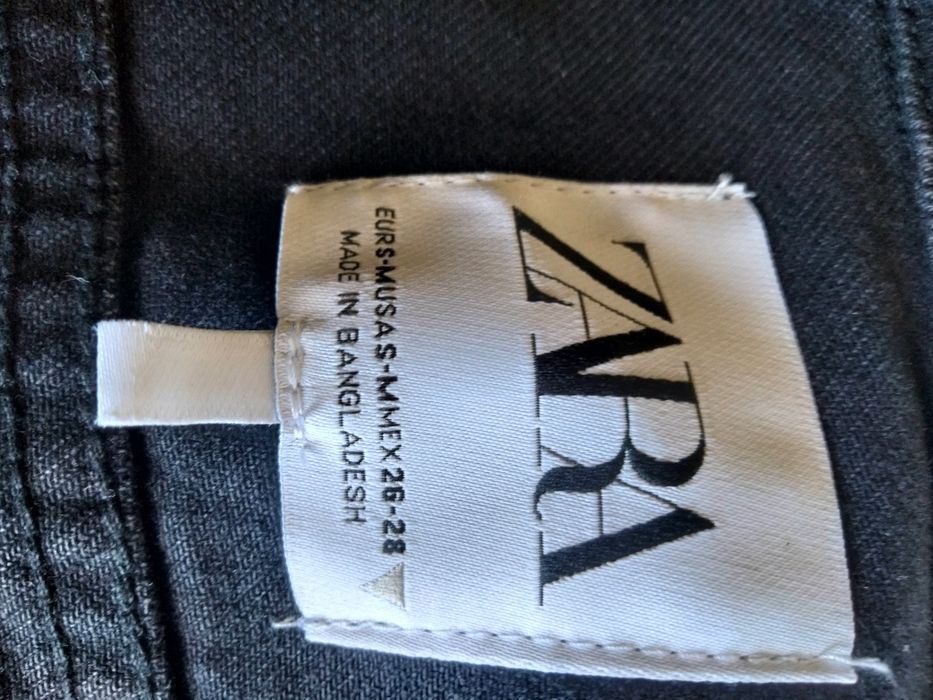 ZARA
EUR S-M USA S-M MEX 26-28
MADE IN BANGLADESH